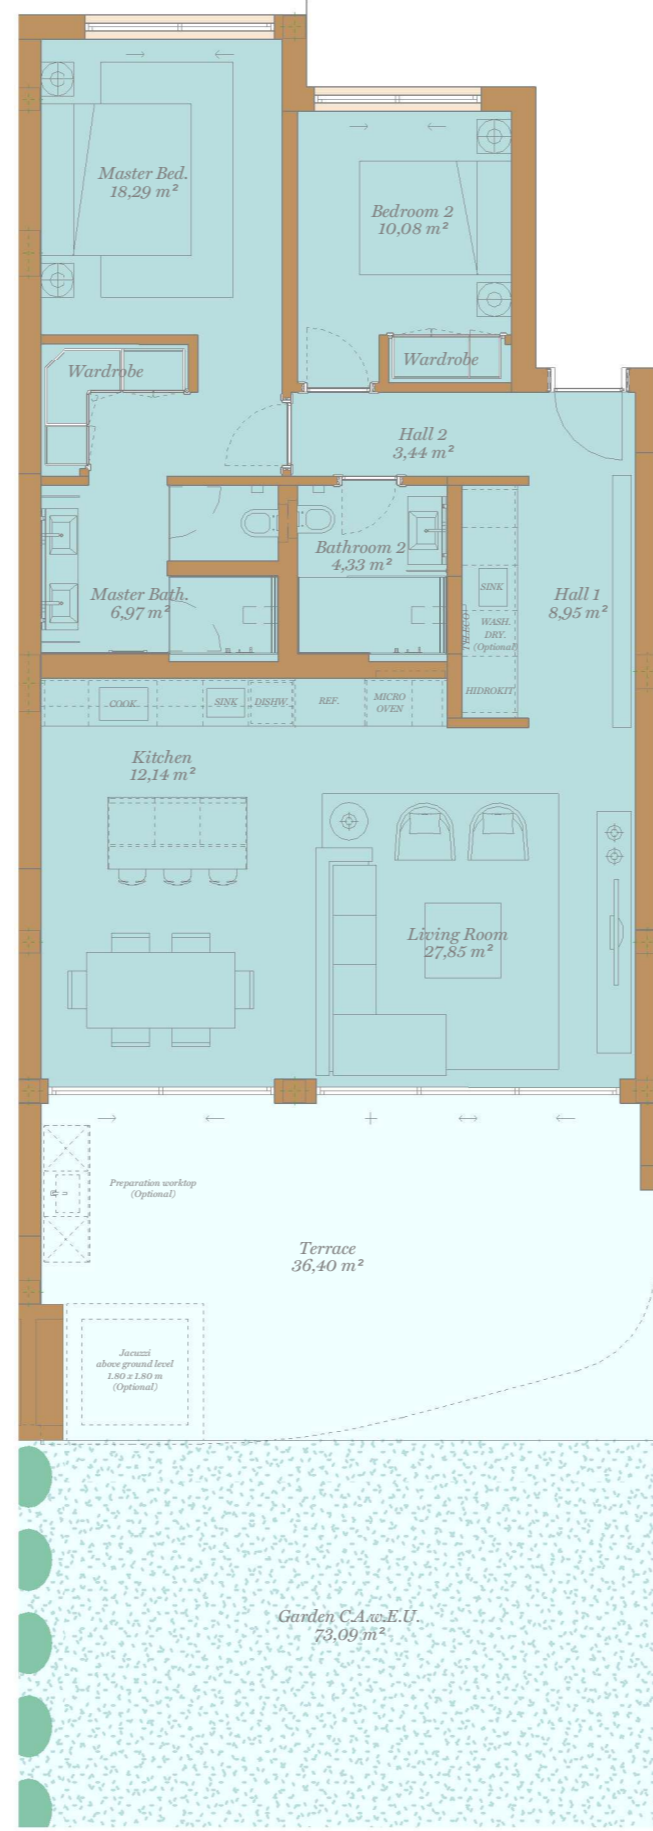 Master Bed.
18,29 m²
Bedroom 2
10,08 m²
Wardrobe
Wardrobe
Hall 2
3,44 m²
Bathroom 2
4,33 m²
Master Bath.
6,97 m²
Hall 1
8,95 m²
SINK
TELECO.
WASH.
DRY.
(Optional)
HIDROKIT
COOK.
SINK
DISHW.
REF.
MICRO
OVEN
Kitchen
12,14 m²
Living Room
27,85 m²
Preparation worktop
(Optional)
Terrace
36,40 m²
Jacuzzi
above ground level
1.80 x 1.80 m
(Optional)
Garden C.A.w.E.U.
73,09 m²